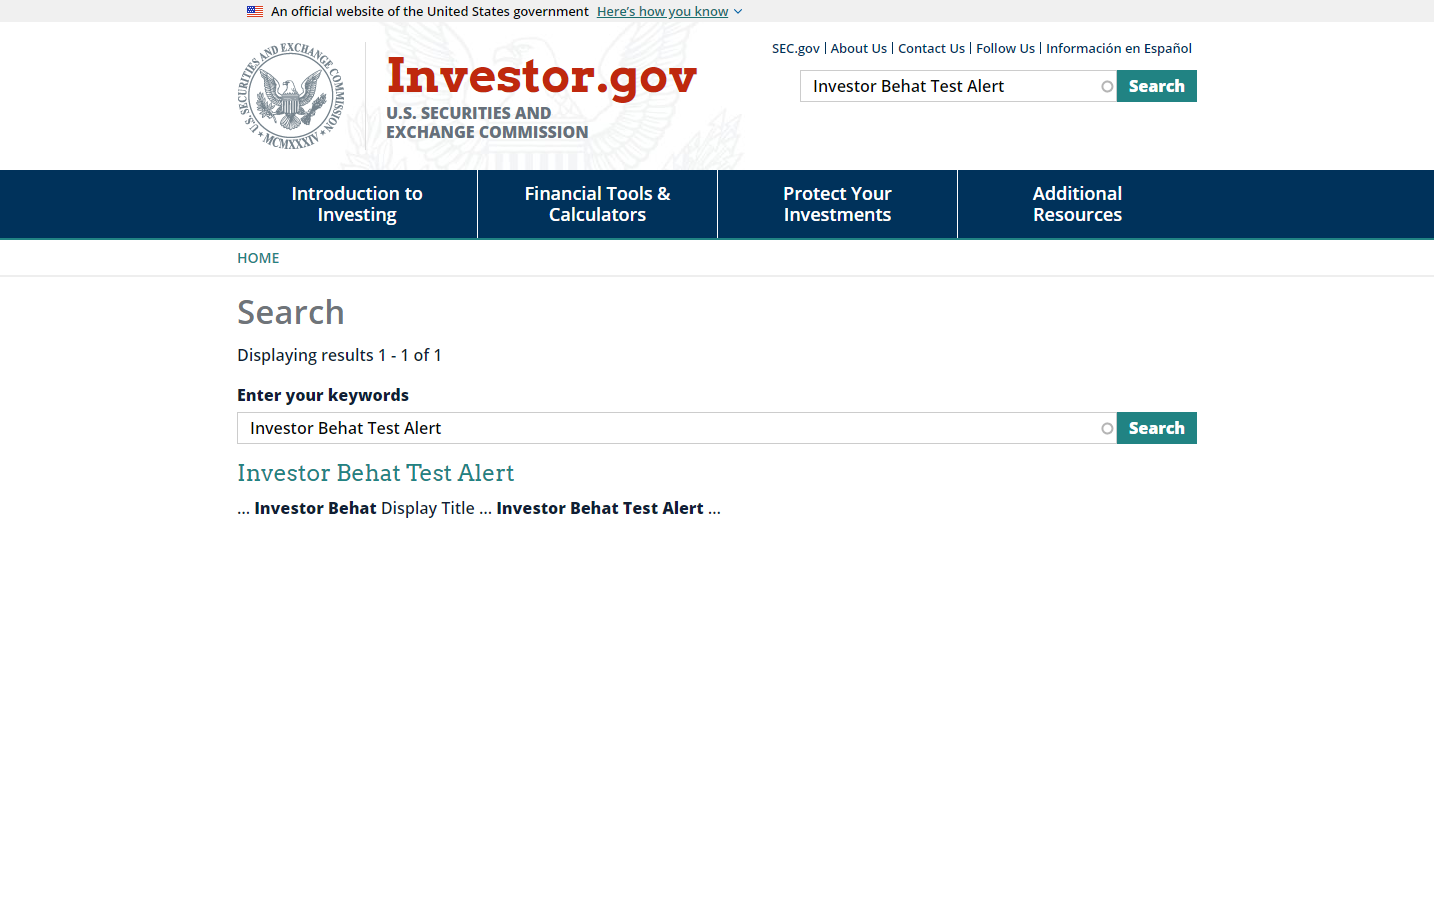 An official website of the United States government Here's how you know
SEC.gov | About Us | Contact Us | Follow Us | Información en Español
U.S. SECURITIES AND EXCHANGE COMMISSION
MCMXXXIV
Investor.gov
U.S. SECURITIES AND
EXCHANGE COMMISSION
Investor Behat Test Alert Search
Introduction to
Investing
Financial Tools &
Calculators
Protect Your
Investments
Additional
Resources
HOME
Search
Displaying results 1 - 1 of 1
Enter your keywords
Investor Behat Test Alert Search
Investor Behat Test Alert
... Investor Behat Display Title ... Investor Behat Test Alert ...